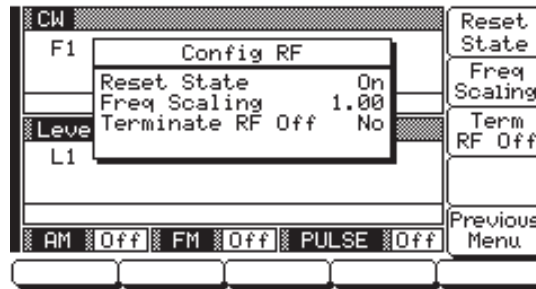 CW
F1
Config RF
Reset State On
Freq Scaling 1.00
Terminate RF Off No
Leve
L1
AM Off FM Off PULSE Off
Reset
State
Freq
Scaling
Term
RF Off
Previous
Menu